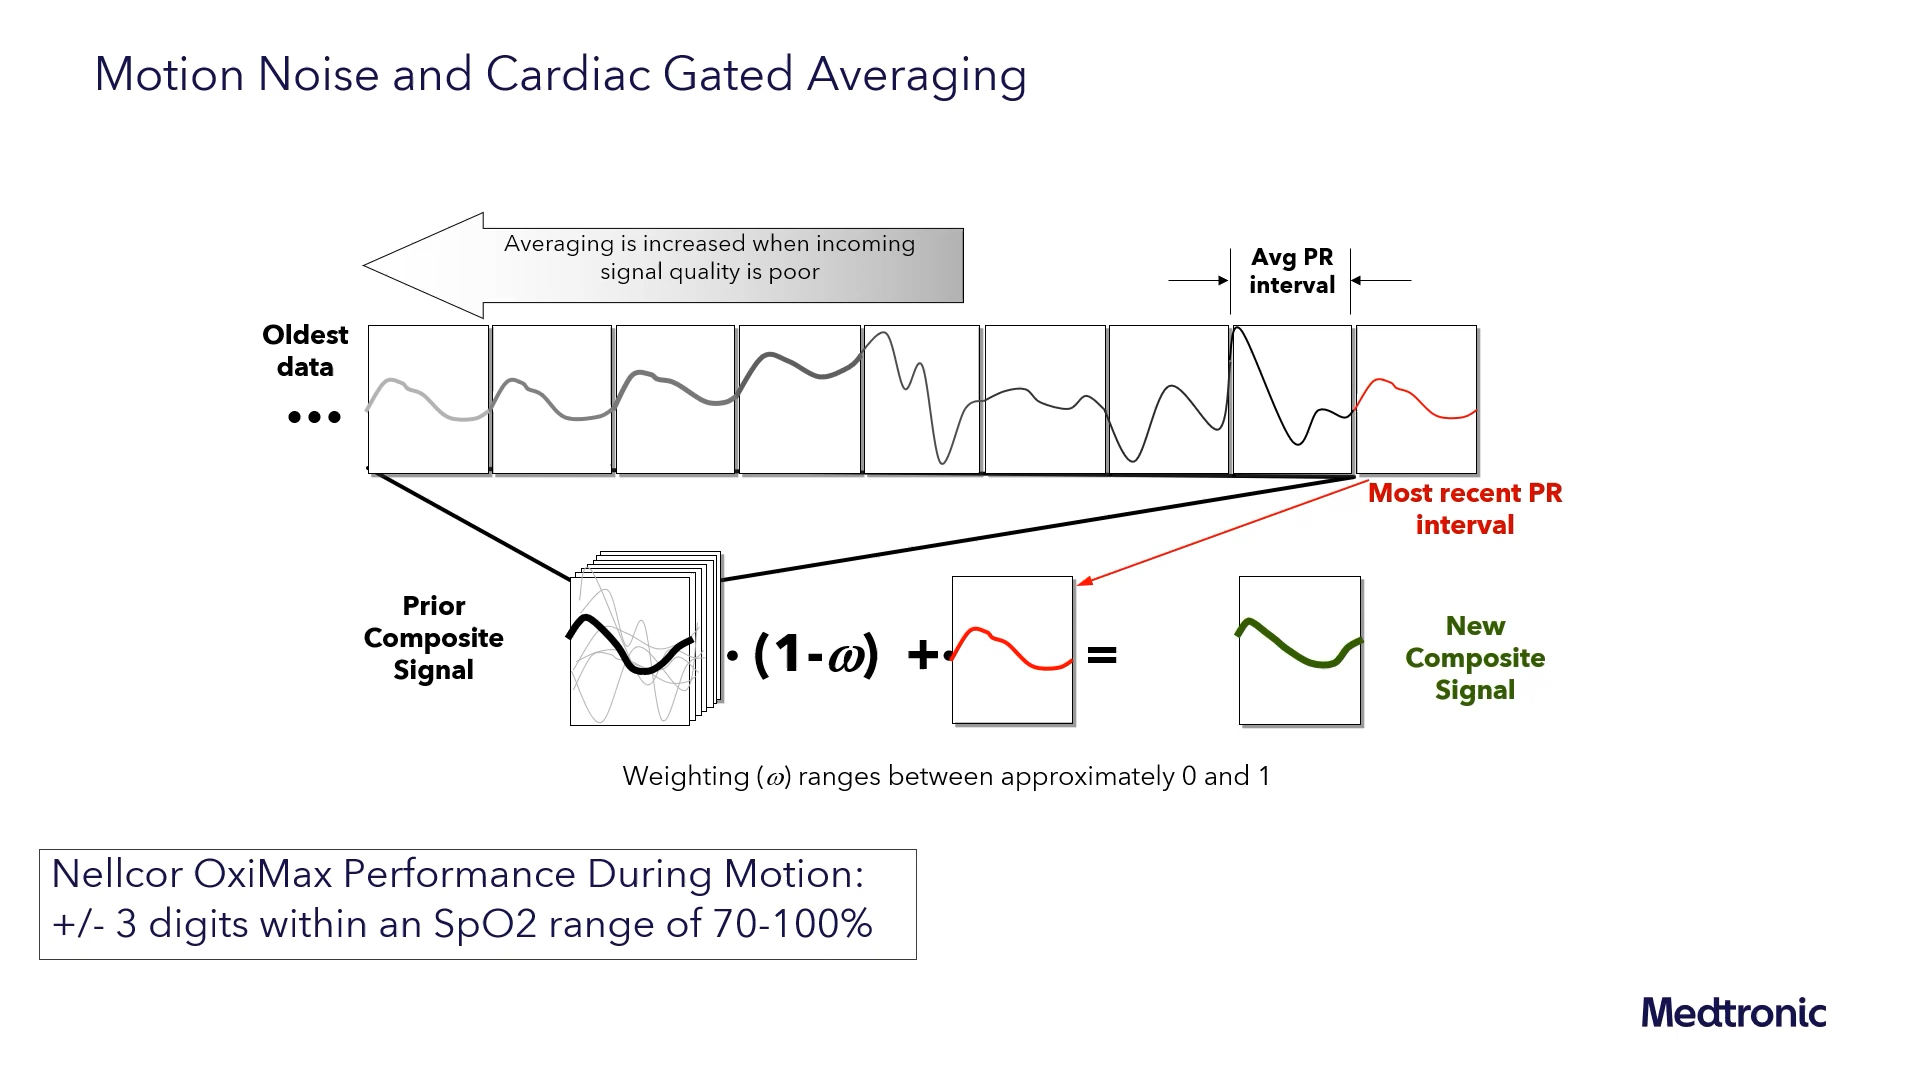 Motion Noise and Cardiac Gated Averaging
Averaging is increased when incoming
signal quality is poor
Avg PR
interval
Oldest
data
•••
Most recent PR
interval
Prior
Composite
Signal
· (1-ω) +· =
New
Composite
Signal
Weighting (ω) ranges between approximately 0 and 1
Nellcor OxiMax Performance During Motion:
+/- 3 digits within an SpO2 range of 70-100%
Medtronic